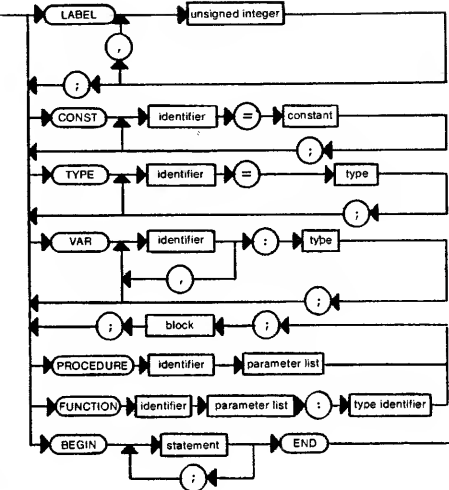 LABEL unsigned integer
,
;
CONST identifier = constant
;
TYPE identifier = type
;
VAR identifier : type
,
;
; block ;
PROCEDURE identifier parameter list
FUNCTION identifier parameter list : type identifier
BEGIN statement END
;